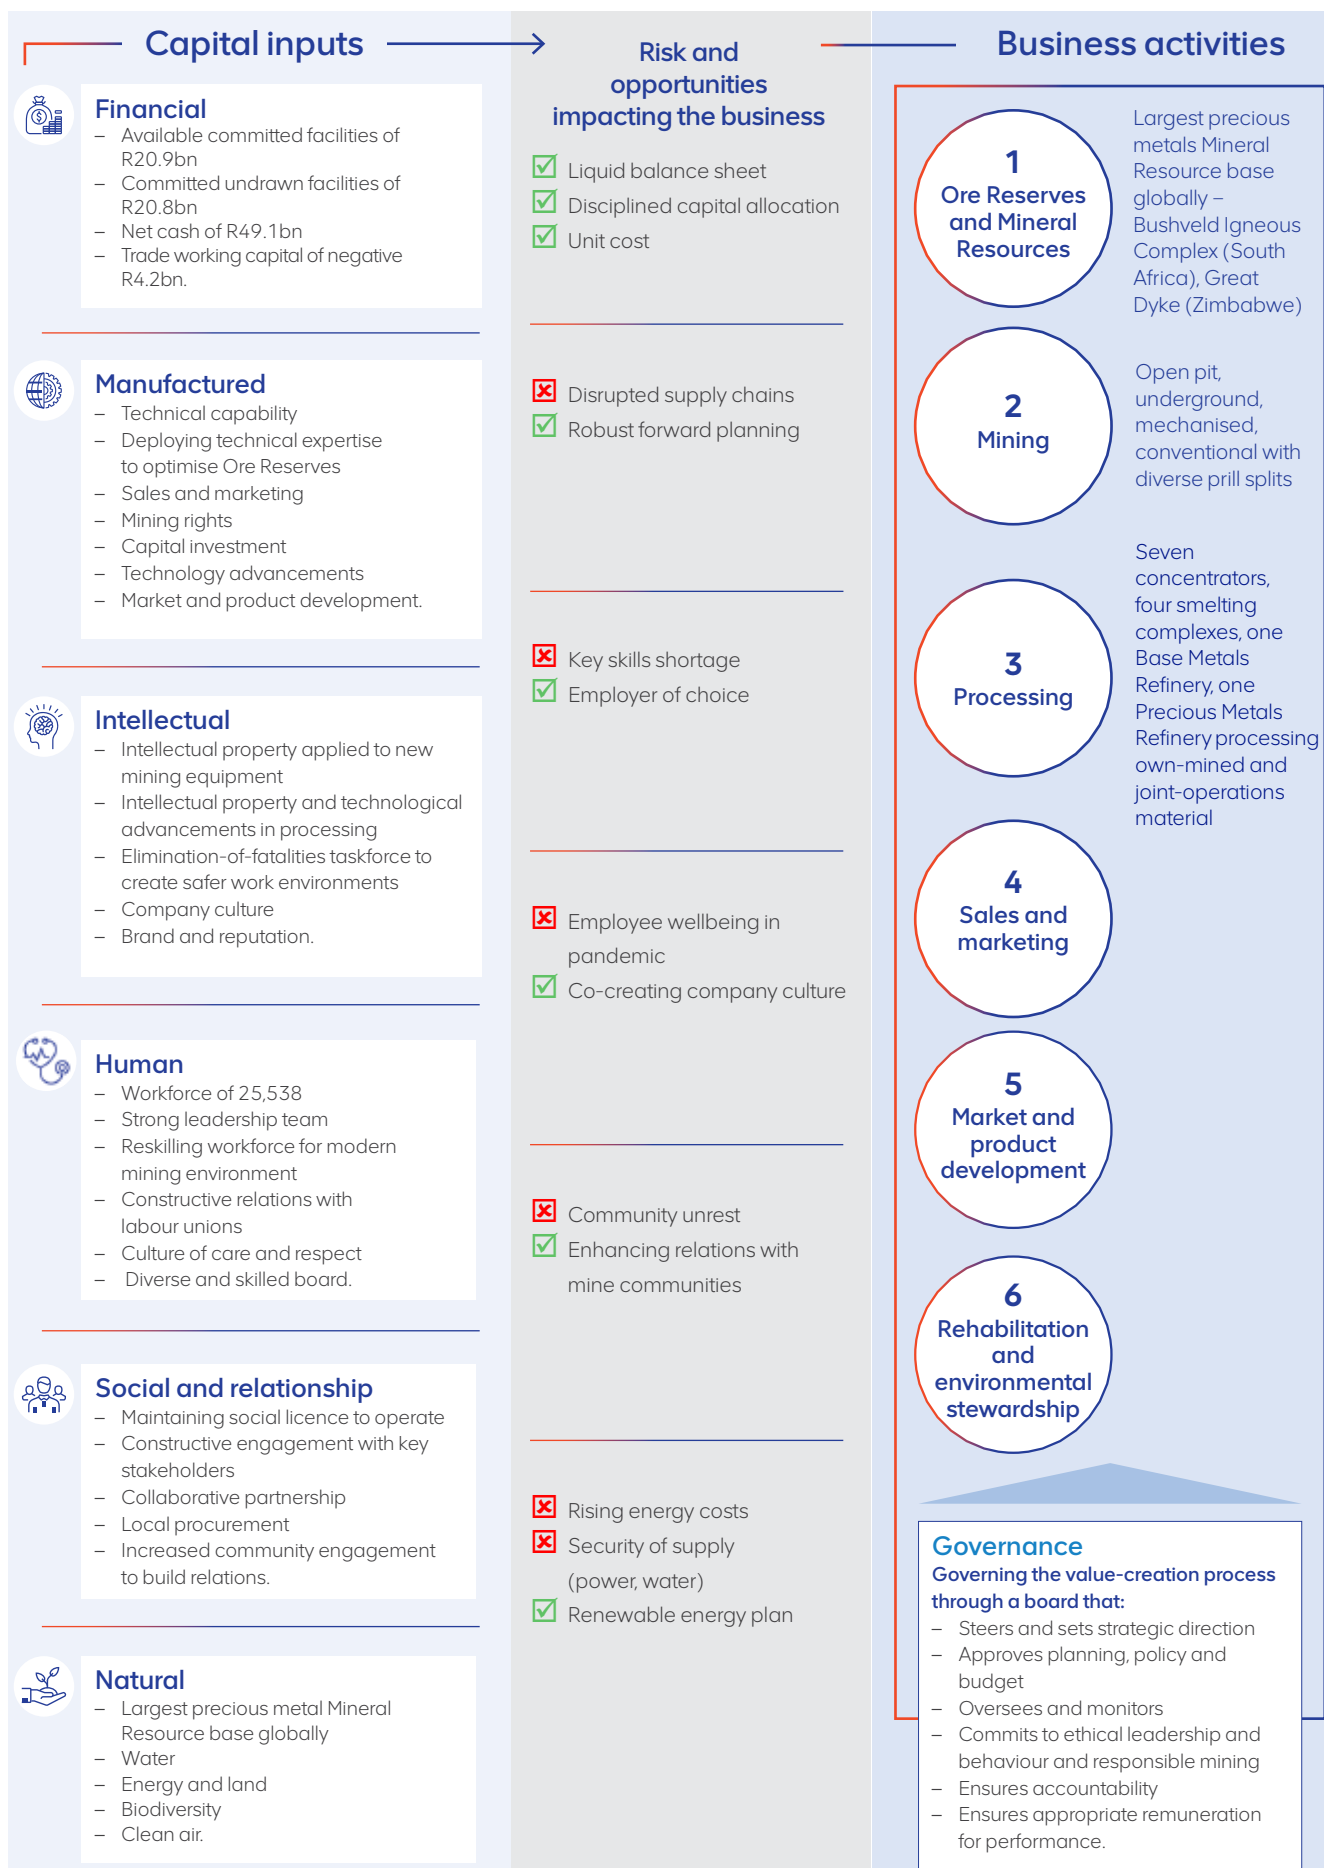 Capital inputs
Financial
– Available committed facilities of
R20.9bn
– Committed undrawn facilities of
R20.8bn
– Net cash of R49.1bn
– Trade working capital of negative
R4.2bn.
Manufactured
– Technical capability
– Deploying technical expertise
to optimise Ore Reserves
– Sales and marketing
– Mining rights
– Capital investment
– Technology advancements
– Market and product development.
Intellectual
– Intellectual property applied to new
mining equipment
– Intellectual property and technological
advancements in processing
– Elimination-of-fatalities taskforce to
create safer work environments
– Company culture
– Brand and reputation.
Human
– Workforce of 25,538
– Strong leadership team
– Reskilling workforce for modern
mining environment
– Constructive relations with
labour unions
– Culture of care and respect
– Diverse and skilled board.
Social and relationship
– Maintaining social licence to operate
– Constructive engagement with key
stakeholders
– Collaborative partnership
– Local procurement
– Increased community engagement
to build relations.
Natural
– Largest precious metal Mineral
Resource base globally
– Water
– Energy and land
– Biodiversity
– Clean air.
Risk and
opportunities
impacting the business
Liquid balance sheet
Disciplined capital allocation
Unit cost
Disrupted supply chains
Robust forward planning
Key skills shortage
Employer of choice
Employee wellbeing in
pandemic
Co-creating company culture
Community unrest
Enhancing relations with
mine communities
Rising energy costs
Security of supply
(power, water)
Renewable energy plan
Business activities
1
Ore Reserves
and Mineral
Resources
Largest precious
metals Mineral
Resource base
globally –
Bushveld Igneous
Complex (South
Africa), Great
Dyke (Zimbabwe)
2
Mining
Open pit,
underground,
mechanised,
conventional with
diverse prill splits
3
Processing
Seven
concentrators,
four smelting
complexes, one
Base Metals
Refinery, one
Precious Metals
Refinery processing
own-mined and
joint-operations
material
4
Sales and
marketing
5
Market and
product
development
6
Rehabilitation
and
environmental
stewardship
Governance
Governing the value-creation process
through a board that:
– Steers and sets strategic direction
– Approves planning, policy and
budget
– Oversees and monitors
– Commits to ethical leadership and
behaviour and responsible mining
– Ensures accountability
– Ensures appropriate remuneration
for performance.